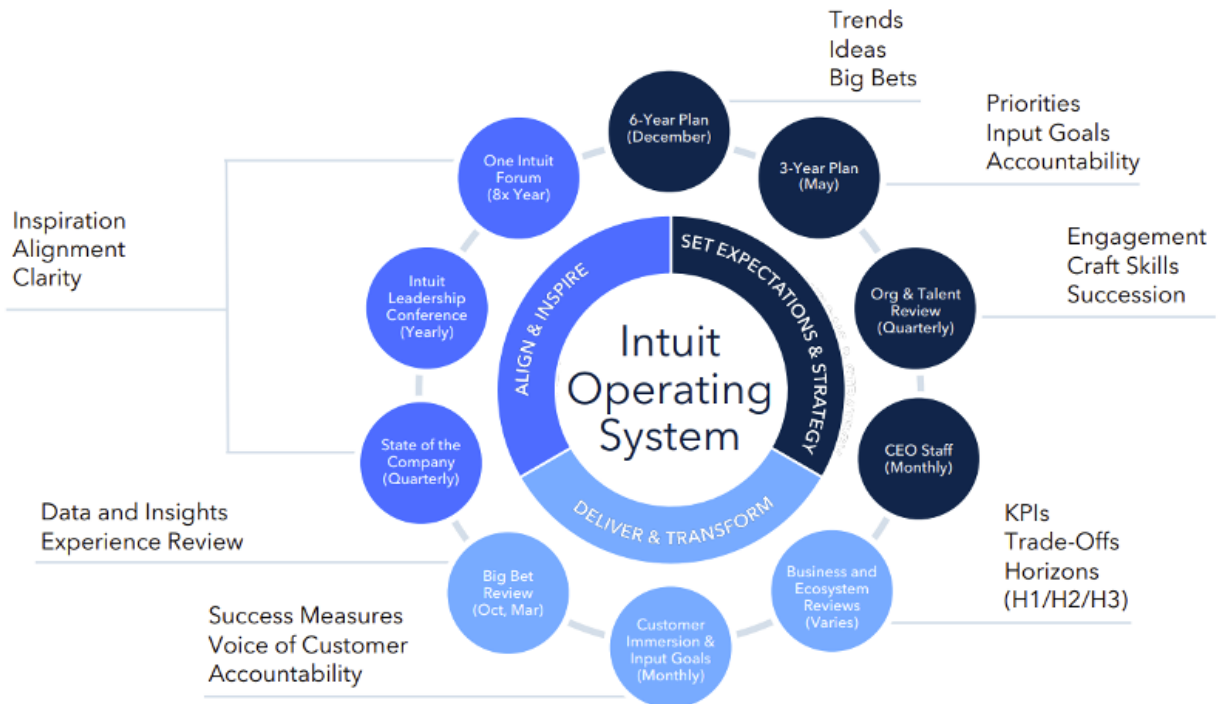 Trends
Ideas
Big Bets
6-Year Plan
(December)
Priorities
Input Goals
Accountability
3-Year Plan
(May)
One Intuit
Forum
(8x Year)
Inspiration
Alignment
Clarity
Engagement
Craft Skills
Succession
Org & Talent
Review
(Quarterly)
Intuit
Leadership
Conference
(Yearly)
ALIGN & INSPIRE
SET EXPECTATIONS & STRATEGY
DELIVER & TRANSFORM
Intuit
Operating
System
State of the
Company
(Quarterly)
CEO Staff
(Monthly)
Data and Insights
Experience Review
KPIs
Trade-Offs
Horizons
(H1/H2/H3)
Big Bet
Review
(Oct, Mar)
Business and
Ecosystem
Reviews
(Varies)
Success Measures
Voice of Customer
Accountability
Customer
Immersion &
Input Goals
(Monthly)